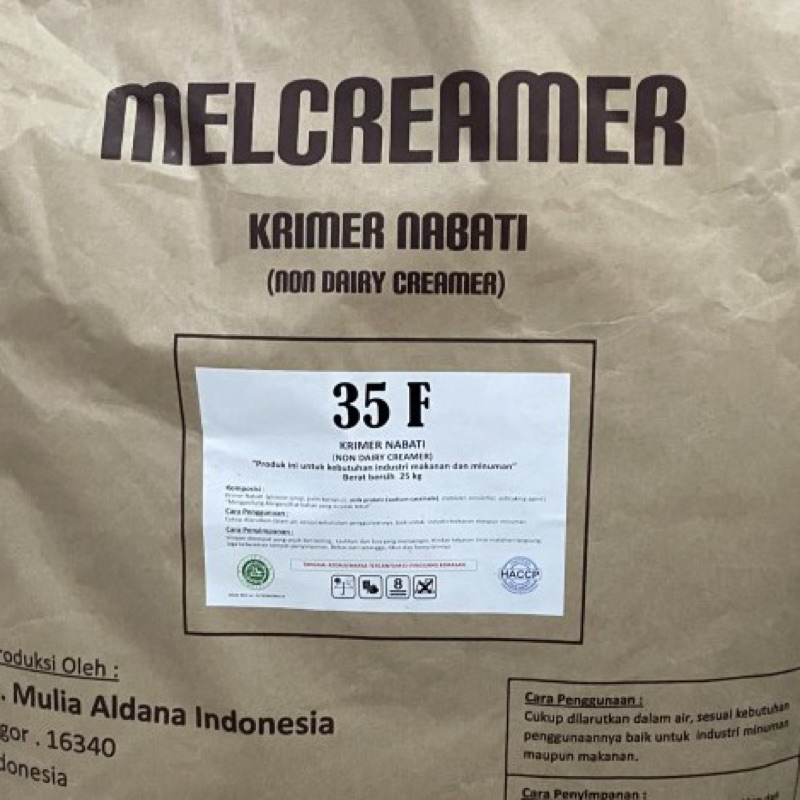 MELCREAMER
KRIMER NABATI
(NON DAIRY CREAMER)
35 F
KRIMER NABATI
(NON DAIRY CREAMER)
"Produk ini untuk kebutuhan industri makanan dan minuman"
Berat bersih 25 kg
Komposisi :
Cara Penggunaan :
Cara Penyimpanan :
HACCP
8
oduksi Oleh :
. Mulia Aldana Indonesia
gor . 16340
donesia
Cara Penggunaan :
Cukup dilarutkan dalam air, sesuai kebutuhan
penggunaannya baik untuk industri minuman
maupun makanan.
Cara Penyimpanan :